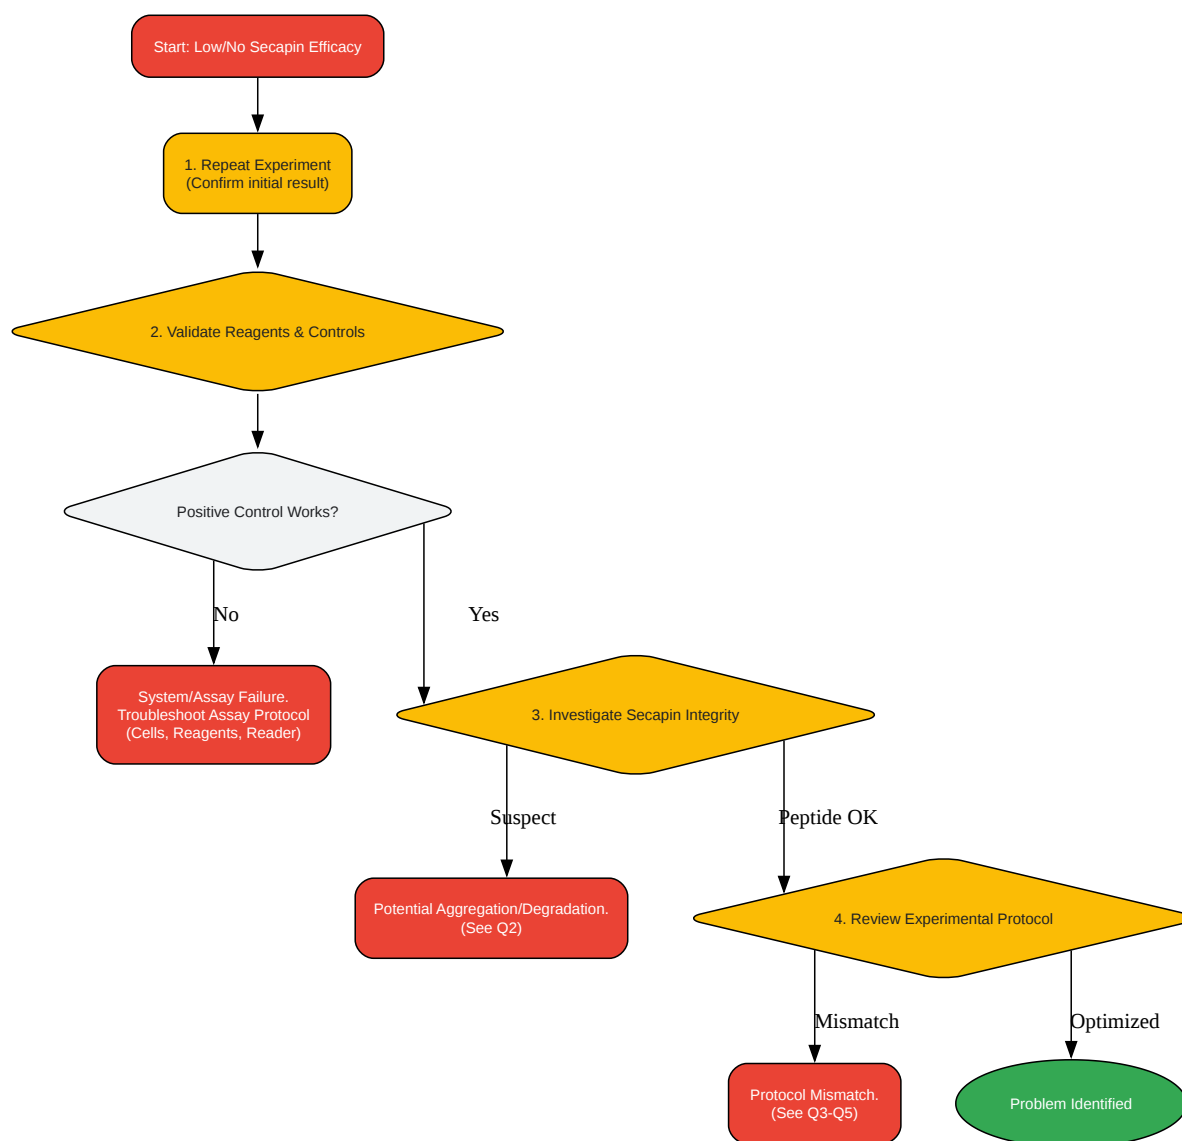 Start: Low/No Secapin Efficacy
1. Repeat Experiment
(Confirm initial result)
2. Validate Reagents & Controls
Positive Control Works?
No
Yes
System/Assay Failure.
Troubleshoot Assay Protocol
(Cells, Reagents, Reader)
3. Investigate Secapin Integrity
Suspect
Peptide OK
Potential Aggregation/Degradation.
(See Q2)
4. Review Experimental Protocol
Mismatch
Optimized
Protocol Mismatch.
(See Q3-Q5)
Problem Identified